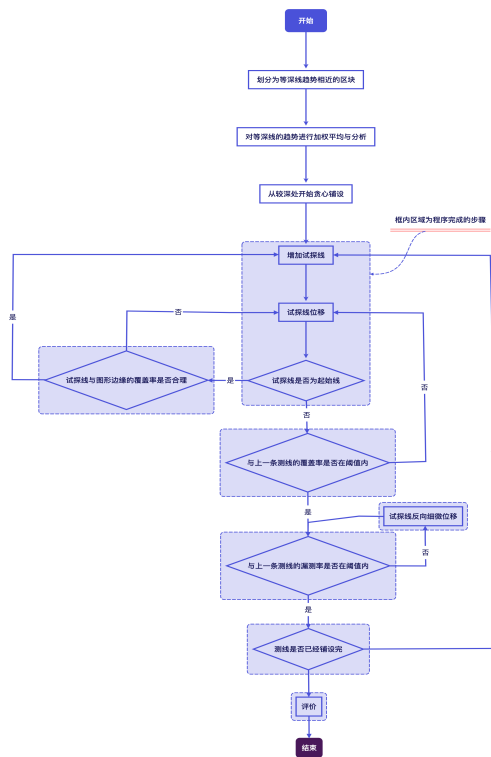 开始
划分为等深线趋势相近的区块
对等深线的趋势进行加权平均与分析
从较深处开始贪心铺设
框内区域为程序完成的步骤
增加试探线
是
否
试探线位移
试探线与图形边缘的覆盖率是否合理
是
试探线是否为起始线
否
否
与上一条测线的覆盖率是否在阈值内
是
试探线反向细微位移
否
与上一条测线的漏测率是否在阈值内
是
测线是否已经铺设完
评价
结束